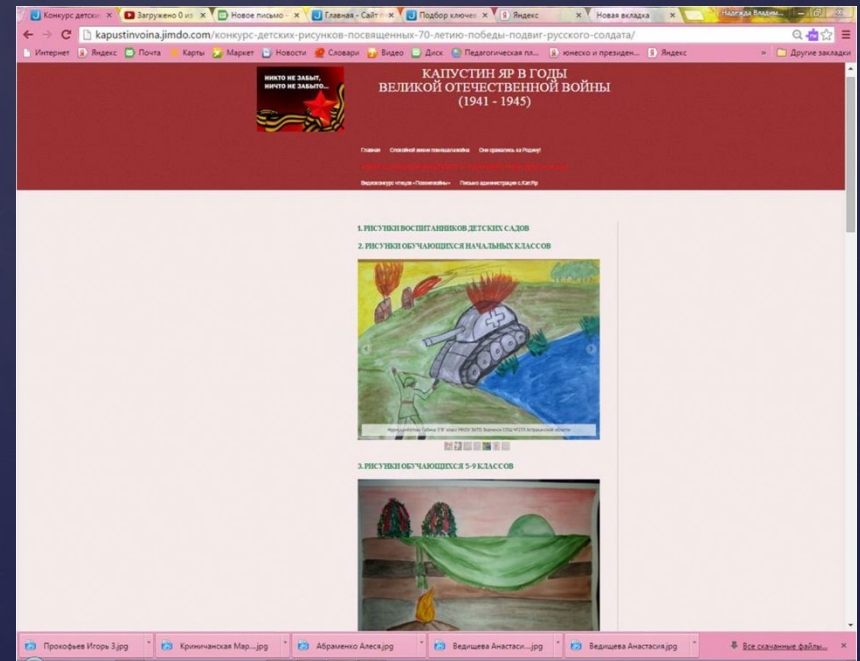 Конкурс детски
Загружено 0 из
Новое письмо -
Главная - Сайт
Подбор ключев
Яндекс
Новая вкладка
Надежда Владим...
kapustinvoina.jimdo.com/конкурс-детских-рисунков-посвященных-70-летию-победы-подвиг-русского-солдата/
Интернет Яндекс Почта Карты Маркет Новости Словари Видео Диск Педагогическая пл... юнеско и президен... Яндекс » Другие закладки
НИКТО НЕ ЗАБЫТ,
НИЧТО НЕ ЗАБЫТО...
КАПУСТИН ЯР В ГОДЫ
ВЕЛИКОЙ ОТЕЧЕСТВЕННОЙ ВОЙНЫ
(1941 - 1945)
Главная Они сражались за Родину!
1. РИСУНКИ ВОСПИТАННИКОВ ДЕТСКИХ САДОВ
2. РИСУНКИ ОБУЧАЮЩИХСЯ НАЧАЛЬНЫХ КЛАССОВ
3. РИСУНКИ ОБУЧАЮЩИХСЯ 5-9 КЛАССОВ
Прокофьев Игорь 3.jpg
Криничанская Мар...jpg
Абраменко Алеся.jpg
Ведищева Анастаси....jpg
Ведищева Анастасия.jpg
Все скачанные файлы...